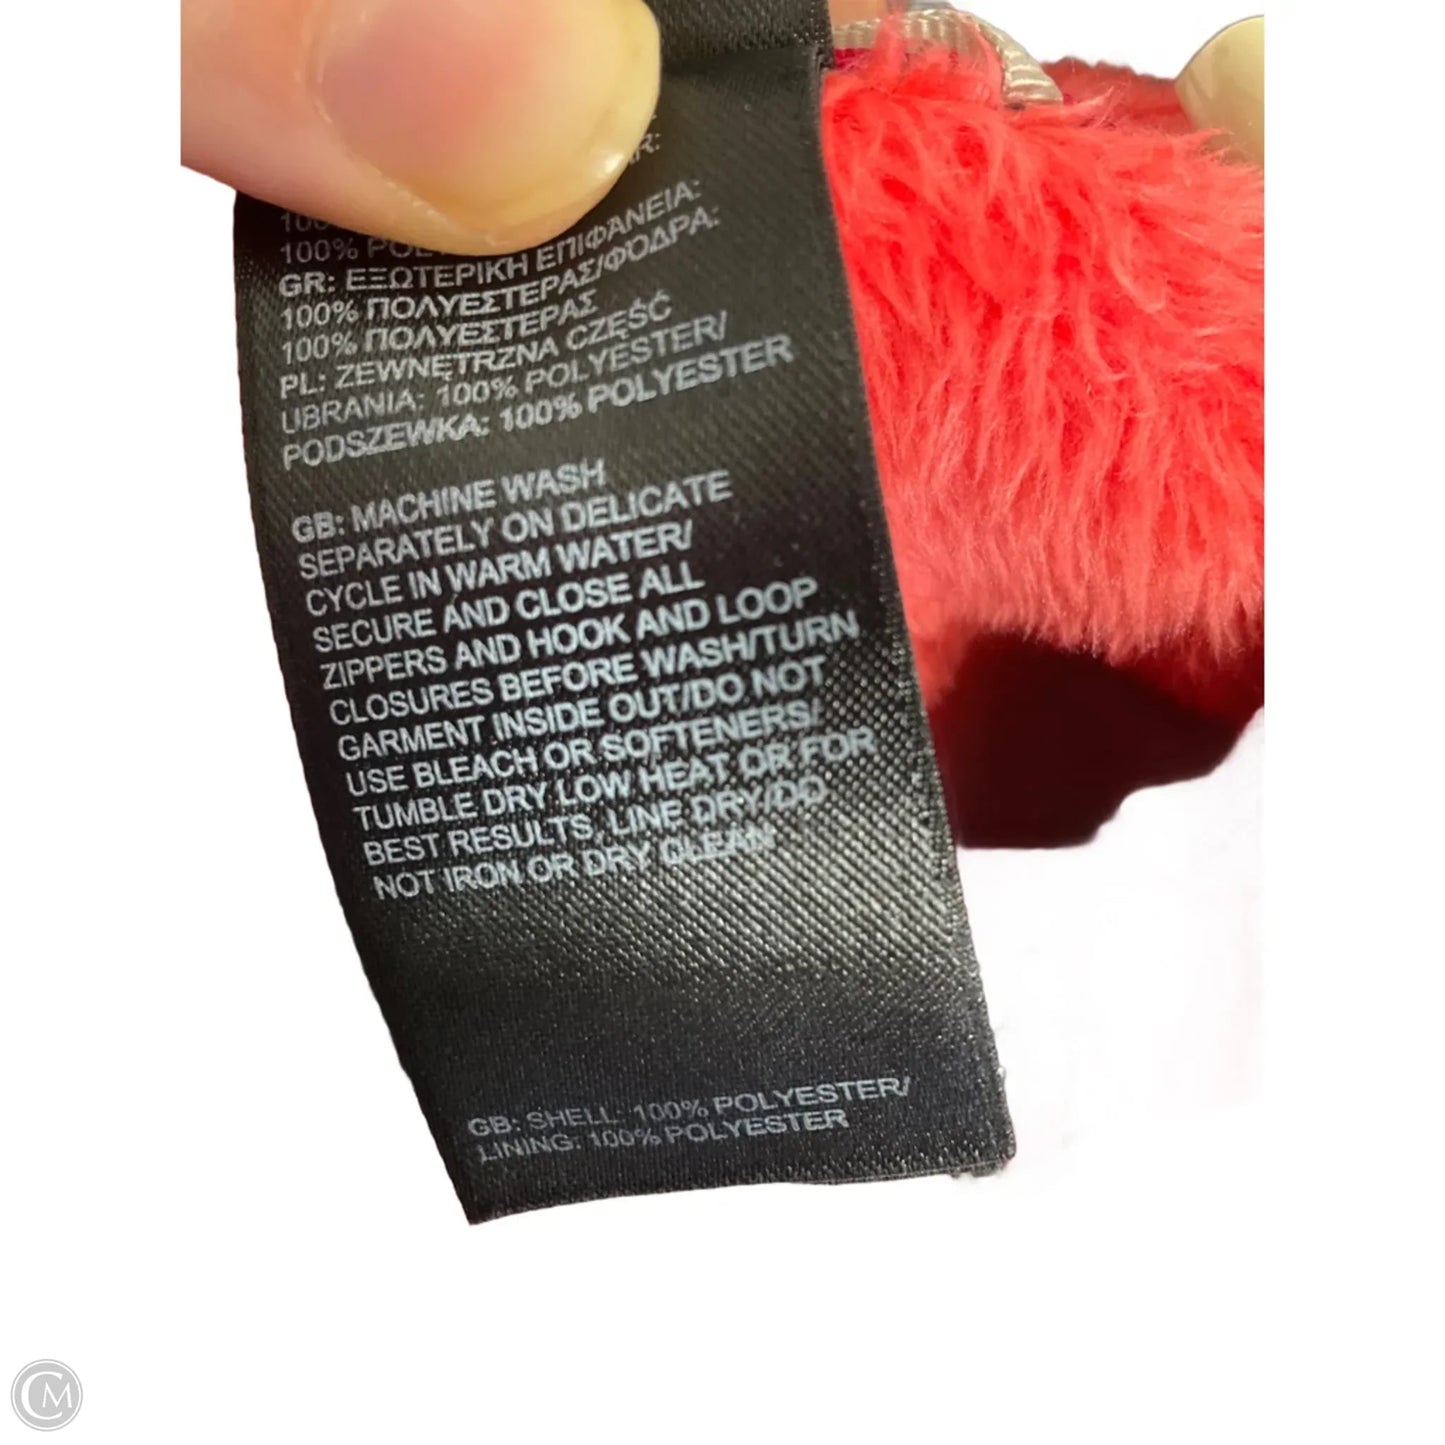 100% 
GR: ΕΞΩΤΕΡΙΚΗ ΕΠΙΦΑΝΕΙΑ:
100% ΠΟΛΥΕΣΤΕΡΑΣ/ΦΟΔΡΑ:
100% ΠΟΛΥΕΣΤΕΡΑΣ
PL: ZEWNĘTRZNA CZĘŚĆ
UBRANIA: 100% POLYESTER/
PODSZEWKA: 100% POLYESTER
GB: MACHINE WASH
SEPARATELY ON DELICATE
CYCLE IN WARM WATER/
SECURE AND CLOSE ALL
ZIPPERS AND HOOK AND LOOP
CLOSURES BEFORE WASH/TURN
GARMENT INSIDE OUT/DO NOT
USE BLEACH OR SOFTENERS/
TUMBLE DRY LOW HEAT OR FOR
BEST RESULTS, LINE DRY/DO
NOT IRON OR DRY CLEAN
GB: SHELL: 100% POLYESTER/
LINING: 100% POLYESTER
CM